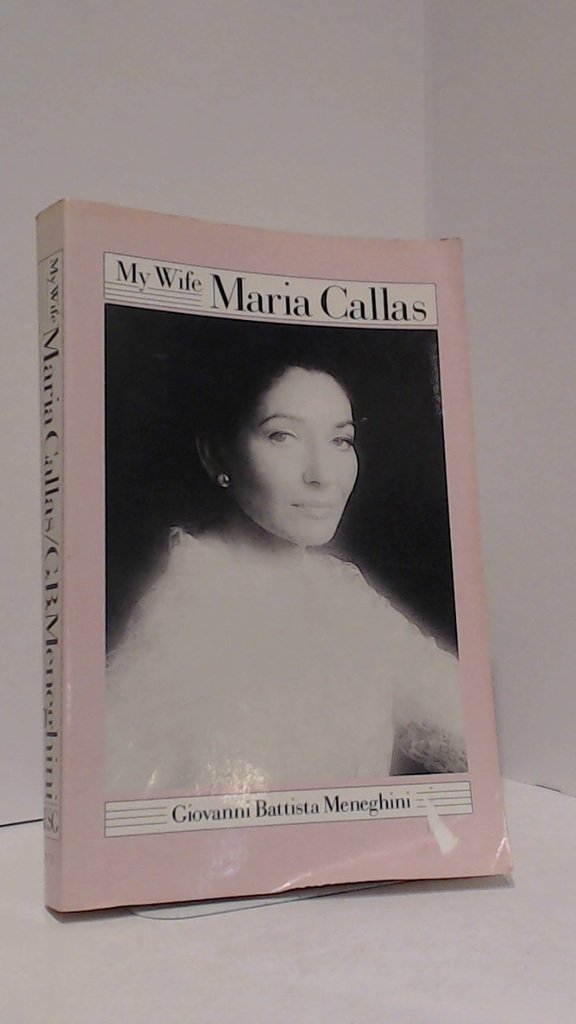 My Wife Maria Callas
Giovanni Battista Meneghini
My Wife Maria Callas/G.B. Meneghini